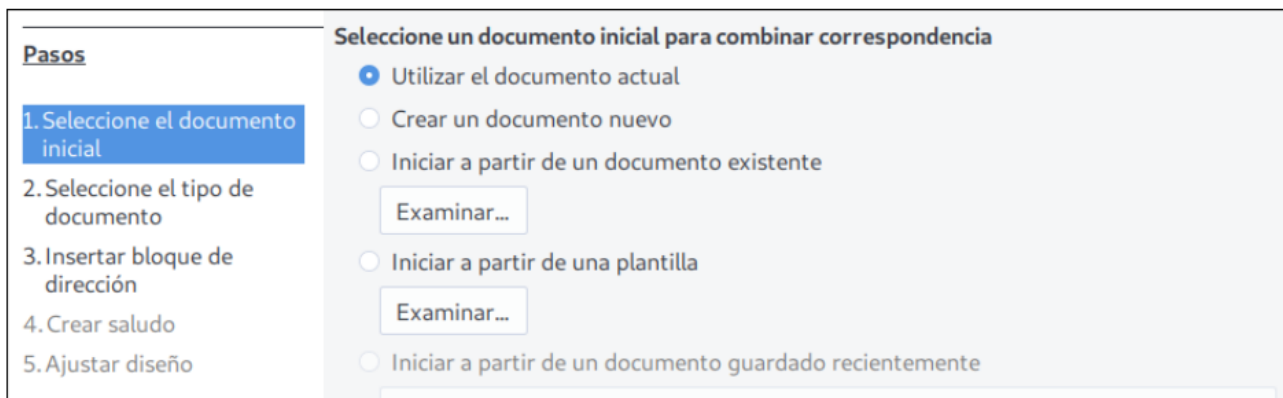 Pasos
1. Seleccione el documento
inicial
2. Seleccione el tipo de
documento
3. Insertar bloque de
dirección
4. Crear saludo
5. Ajustar diseño
Seleccione un documento inicial para combinar correspondencia
Utilizar el documento actual
Crear un documento nuevo
Iniciar a partir de un documento existente
Examinar...
Iniciar a partir de una plantilla
Examinar...
Iniciar a partir de un documento guardado recientemente